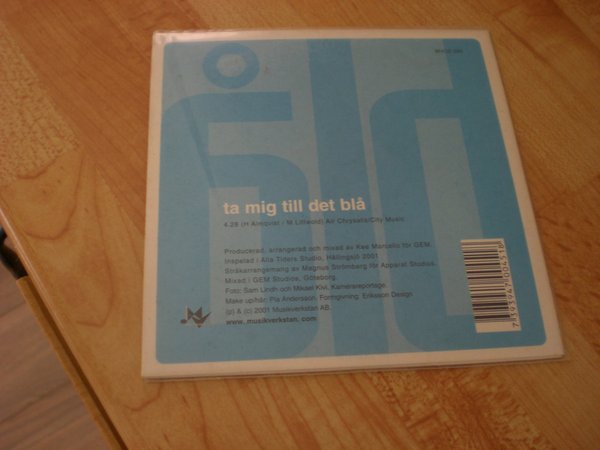 åld
ta mig till det blå
4.28 (H Almqvist / M Littwold) Air Chrysalis/City Music
Producerad, arrangerad och mixad av Kee Marcello för GEM.
Inspelad i Alla Tiders Studio, Hällingsjö 2001
Stråkarrangemang av Magnus Strömberg för Apparat Studios.
Mixad i GEM Studios, Göteborg.
Foto: Sam Lindh och Mikael Kivi, Kamerareportage.
Make up/hår: Pia Andersson. Formgivning: Eriksson Design
(p) & (c) 2001 Musikverkstan AB.
www.musikverkstan.com